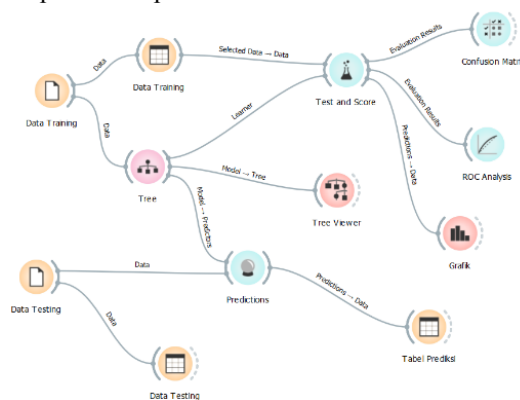 Data
Selected Data → Data
Evaluation Results
Confusion Matri
Data Training
Test and Score
Evaluation Results
Data Training
Data
Learner
Predictions → Data
ROC Analysis
Tree
Model → Tree
Tree Viewer
Model → Predictors
Grafik
Data
Predictions
Data Testing
Data
Predictions → Data
Tabel Prediksi
Data Testing